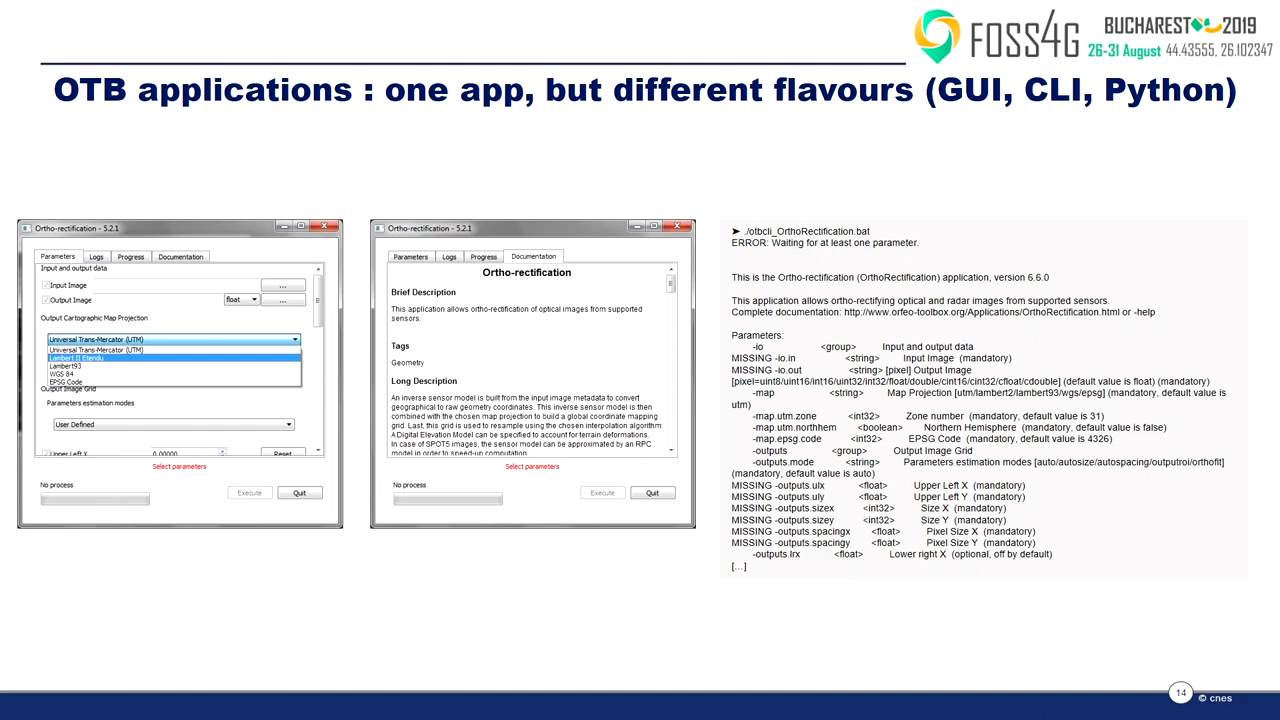 FOSS4G
BUCHAREST 2019
26-31 August 44.43555, 26.102347
OTB applications : one app, but different flavours (GUI, CLI, Python)
Ortho-rectification - 5.2.1
Parameters Logs Progress Documentation
Input and output data
Input Image ...
Output Image float ...
Output Cartographic Map Projection
Universal Trans-Mercator (UTM)
Universal Trans-Mercator (UTM)
Lambert II Etendu
Lambert93
WGS 84
EPSG Code
Output Image Grid
Parameters estimation modes
User Defined
Upper Left X 0.00000 Reset
Select parameters
No process
Execute Quit
Ortho-rectification - 5.2.1
Parameters Logs Progress Documentation
Ortho-rectification
Brief Description
This application allows ortho-rectification of optical images from supported
sensors.
Tags
Geometry
Long Description
An inverse sensor model is built from the input image metadata to convert
geographical to raw geometry coordinates. This inverse sensor model is then
combined with the chosen map projection to build a global coordinate mapping
grid. Last, this grid is used to resample using the chosen interpolation algorithm.
A Digital Elevation Model can be specified to account for terrain deformations.
In case of SPOT5 images, the sensor model can be approximated by an RPC
model in order to speed-up computation.
Select parameters
No process
Execute Quit
➤ ./otbcli_OrthoRectification.bat
ERROR: Waiting for at least one parameter.
This is the Ortho-rectification (OrthoRectification) application, version 6.6.0
This application allows ortho-rectifying optical and radar images from supported sensors.
Complete documentation: http://www.orfeo-toolbox.org/Applications/OrthoRectification.html or -help
Parameters:
-io <group> Input and output data
MISSING -io.in <string> Input Image (mandatory)
MISSING -io.out <string> [pixel] Output Image
[pixel=uint8/uint16/int16/uint32/int32/float/double/cint16/cint32/cfloat/cdouble] (default value is float) (mandatory)
-map <string> Map Projection [utm/lambert2/lambert93/wgs/epsg] (mandatory, default value is
utm)
-map.utm.zone <int32> Zone number (mandatory, default value is 31)
-map.utm.northhem <boolean> Northern Hemisphere (mandatory, default value is false)
-map.epsg.code <int32> EPSG Code (mandatory, default value is 4326)
-outputs <group> Output Image Grid
-outputs.mode <string> Parameters estimation modes [auto/autosize/autospacing/outputroi/orthofit]
(mandatory, default value is auto)
MISSING -outputs.ulx <float> Upper Left X (mandatory)
MISSING -outputs.uly <float> Upper Left Y (mandatory)
MISSING -outputs.sizex <int32> Size X (mandatory)
MISSING -outputs.sizey <int32> Size Y (mandatory)
MISSING -outputs.spacingx <float> Pixel Size X (mandatory)
MISSING -outputs.spacingy <float> Pixel Size Y (mandatory)
-outputs.lrx <float> Lower right X (optional, off by default)
[...]
14
© cnes